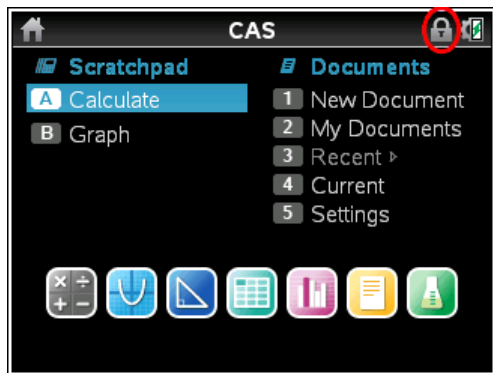 CAS
Scratchpad
A Calculate
B Graph
Documents
1 New Document
2 My Documents
3 Recent ▹
4 Current
5 Settings